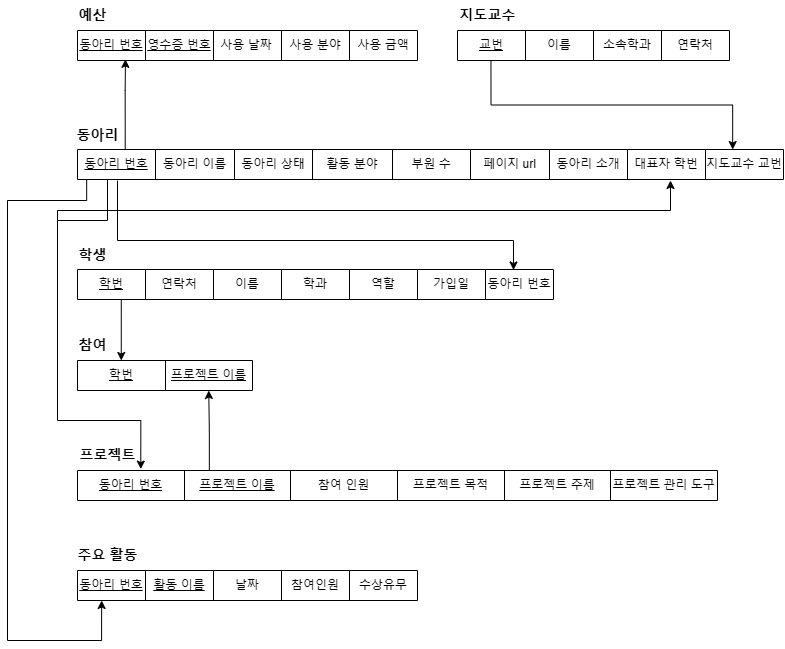 예산
동아리 번호 영수증 번호 사용 날짜 사용 분야 사용 금액
지도교수
교번 이름 소속학과 연락처
동아리
동아리 번호 동아리 이름 동아리 상태 활동 분야 부원 수 페이지 url 동아리 소개 대표자 학번 지도교수 교번
학생
학번 연락처 이름 학과 역할 가입일 동아리 번호
참여
학번 프로젝트 이름
프로젝트
동아리 번호 프로젝트 이름 참여 인원 프로젝트 목적 프로젝트 주제 프로젝트 관리 도구
주요 활동
동아리 번호 활동 이름 날짜 참여인원 수상유무